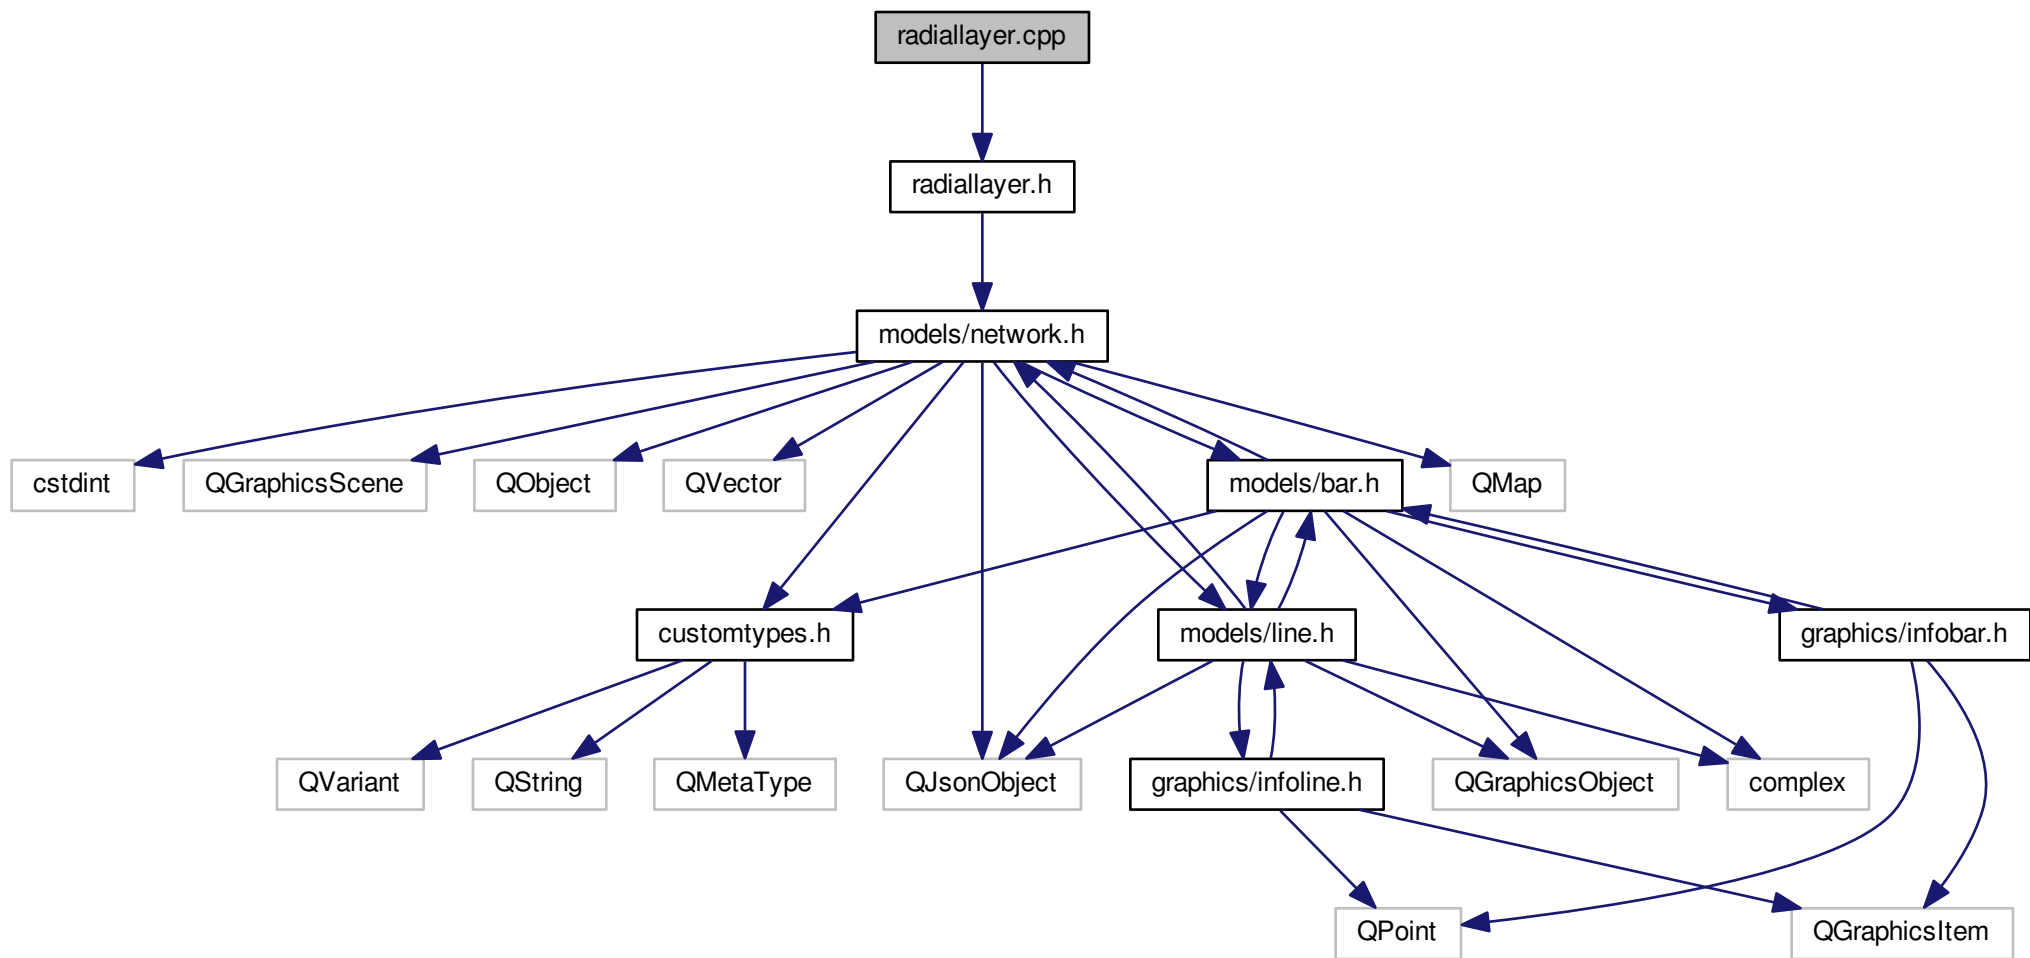 radiallayer.cpp
radiallayer.h
models/network.h
cstdint
QGraphicsScene
QObject
QVector
models/bar.h
QMap
customtypes.h
models/line.h
graphics/infobar.h
QVariant
QString
QMetaType
QJsonObject
graphics/infoline.h
QGraphicsObject
complex
QPoint
QGraphicsItem